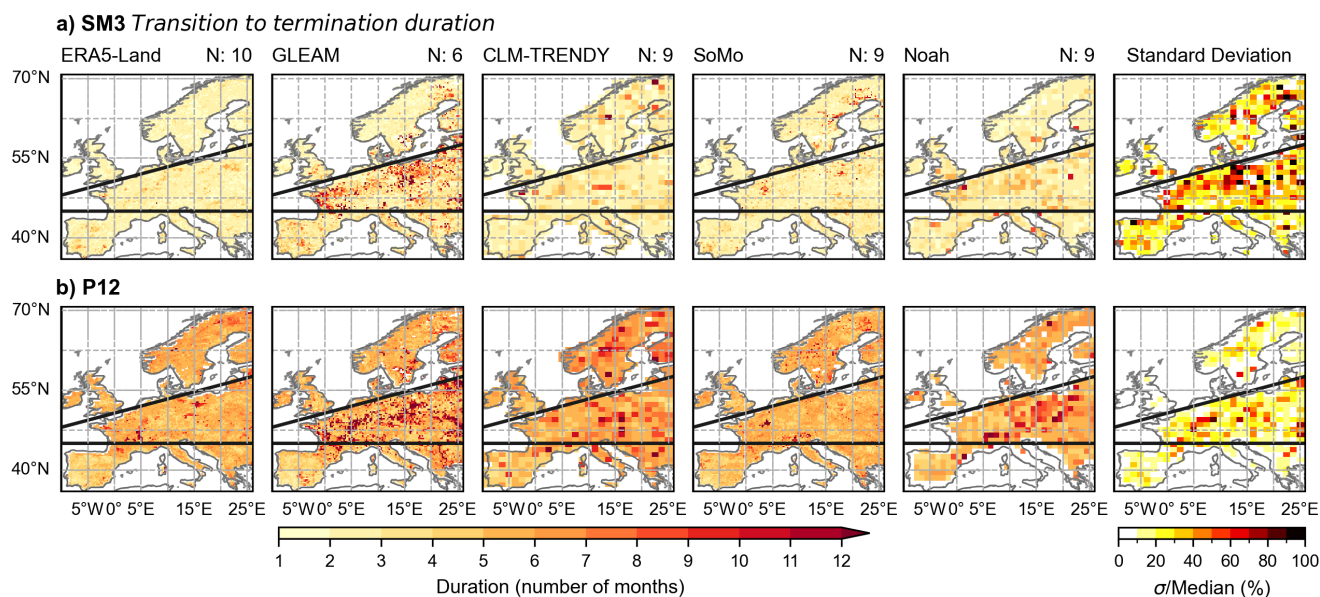 a) SM3 Transition to termination duration
ERA5-Land N: 10 GLEAM N: 6 CLM-TRENDY N: 9 SoMo N: 9 Noah N: 9 Standard Deviation
70°N
55°N
40°N
b) P12
70°N
55°N
40°N
5°W 0° 5°E 15°E 25°E 5°W 0° 5°E 15°E 25°E 5°W 0° 5°E 15°E 25°E 5°W 0° 5°E 15°E 25°E 5°W 0° 5°E 15°E 25°E 5°W 0° 5°E 15°E 25°E
1 2 3 4 5 6 7 8 9 10 11 12 0 20 40 60 80 100
Duration (number of months) σ/Median (%)